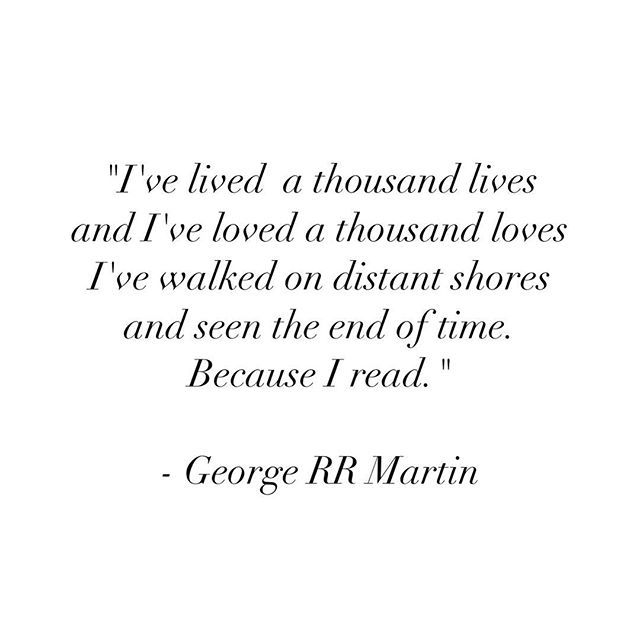 "I've lived a thousand lives
and I've loved a thousand loves
I've walked on distant shores
and seen the end of time.
Because I read. "
- George RR Martin